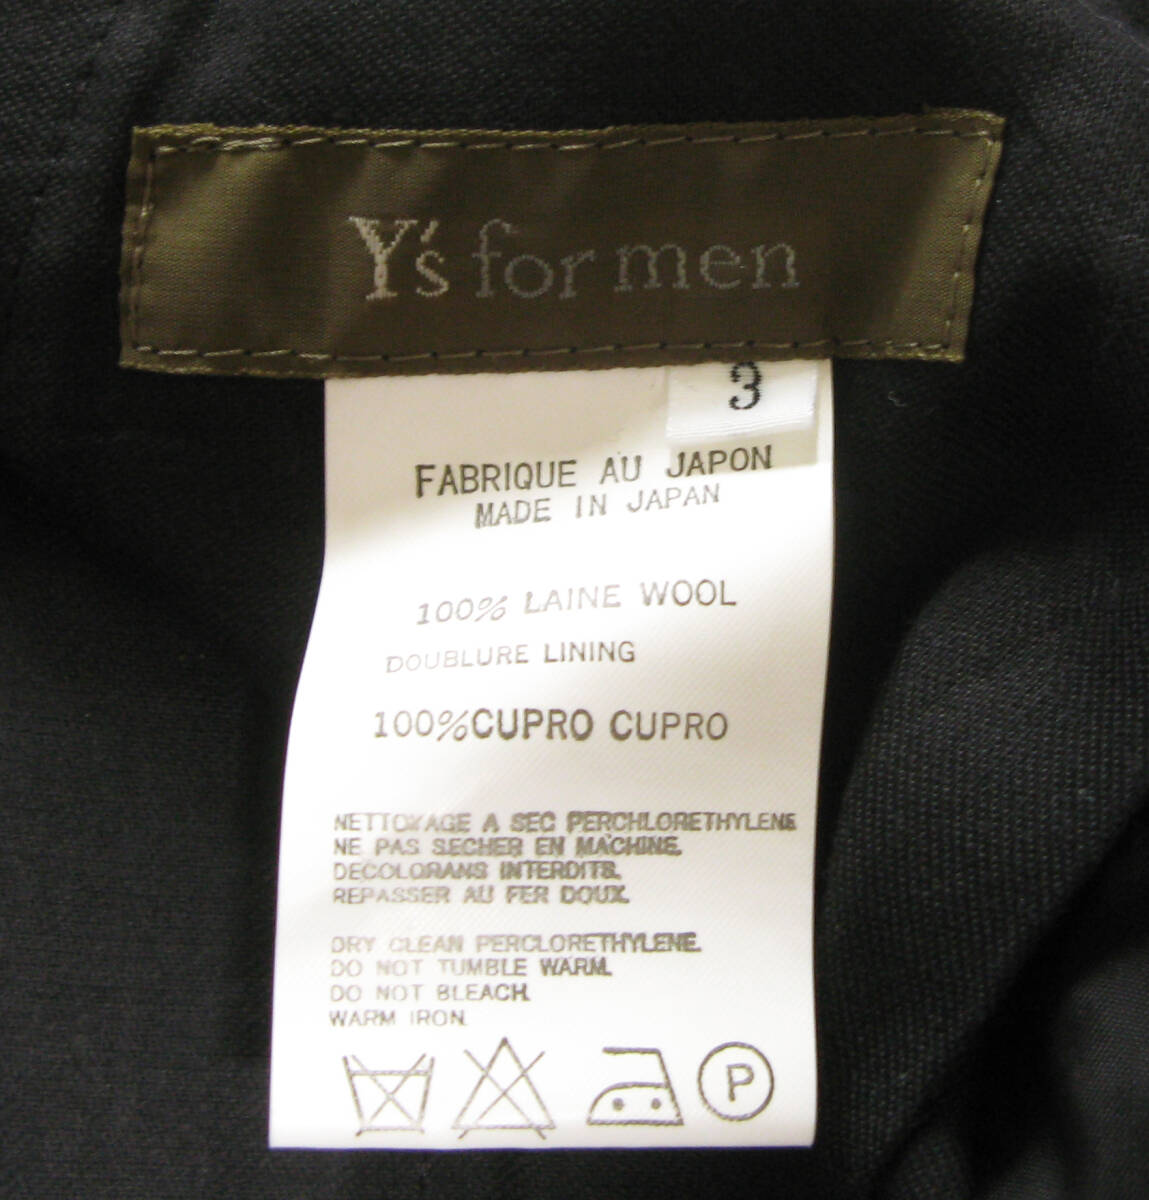 Y's for men
3
FABRIQUE AU JAPON
MADE IN JAPAN
100% LAINE WOOL
DOUBLURE LINING
100%CUPRO CUPRO
NETTOYAGE A SEC PERCHLORETHYLENE
NE PAS SECHER EN MACHINE.
DECOLORANS INTERDITS.
REPASSER AU FER DOUX.
DRY CLEAN PERCLORETHYLENE.
DO NOT TUMBLE WARM.
DO NOT BLEACH.
WARM IRON.
P